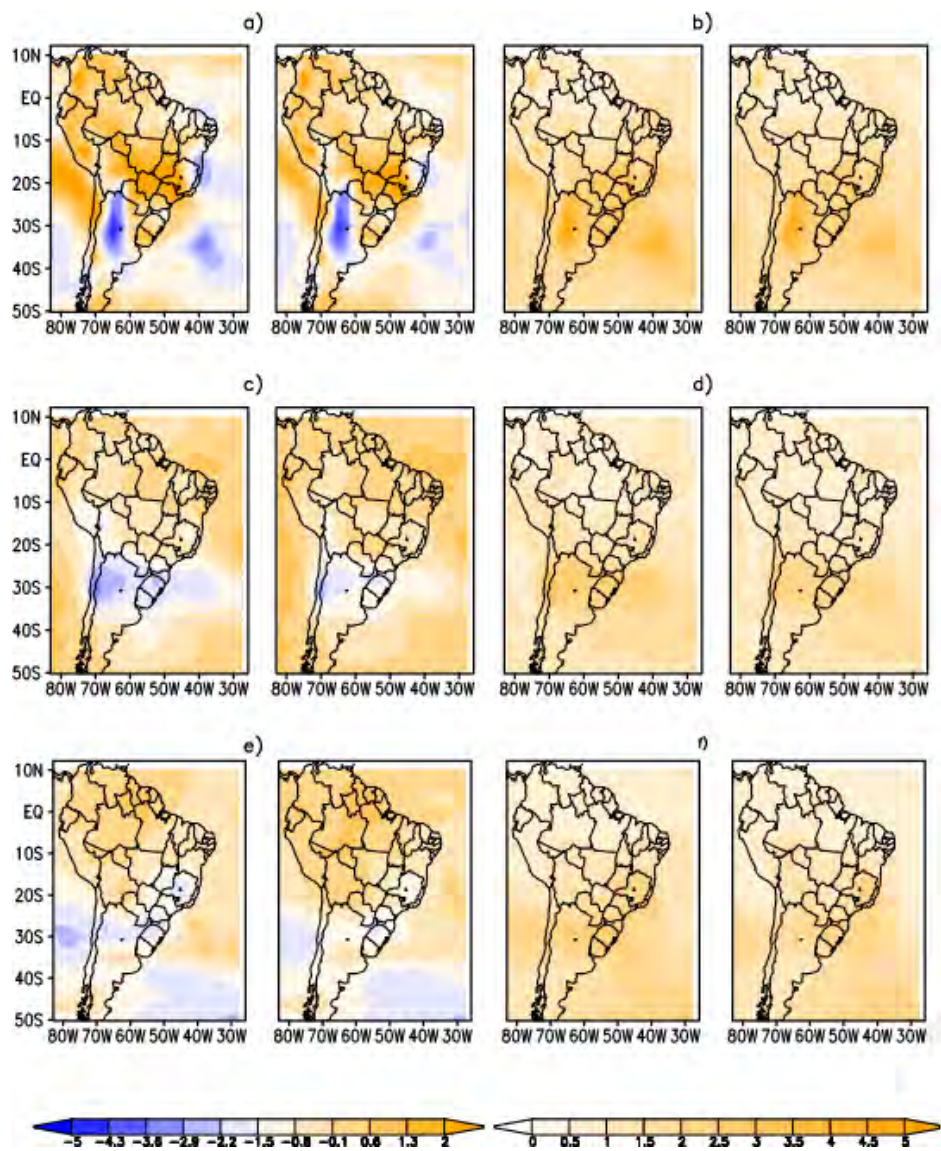 a) b)
10N
EQ
10S
20S
30S
40S
50S
80W 70W 60W 50W 40W 30W 80W 70W 60W 50W 40W 30W 80W 70W 60W 50W 40W 30W 80W 70W 60W 50W 40W 30W
c) d)
10N
EQ
10S
20S
30S
40S
50S
80W 70W 60W 50W 40W 30W 80W 70W 60W 50W 40W 30W 80W 70W 60W 50W 40W 30W 80W 70W 60W 50W 40W 30W
e) f)
10N
EQ
10S
20S
30S
40S
50S
80W 70W 60W 50W 40W 30W 80W 70W 60W 50W 40W 30W 80W 70W 60W 50W 40W 30W 80W 70W 60W 50W 40W 30W
-5 -4.3 -3.6 -2.9 -2.2 -1.5 -0.8 -0.1 0.6 1.3 2 0 0.5 1 1.5 2 2.5 3 3.5 4 4.5 5